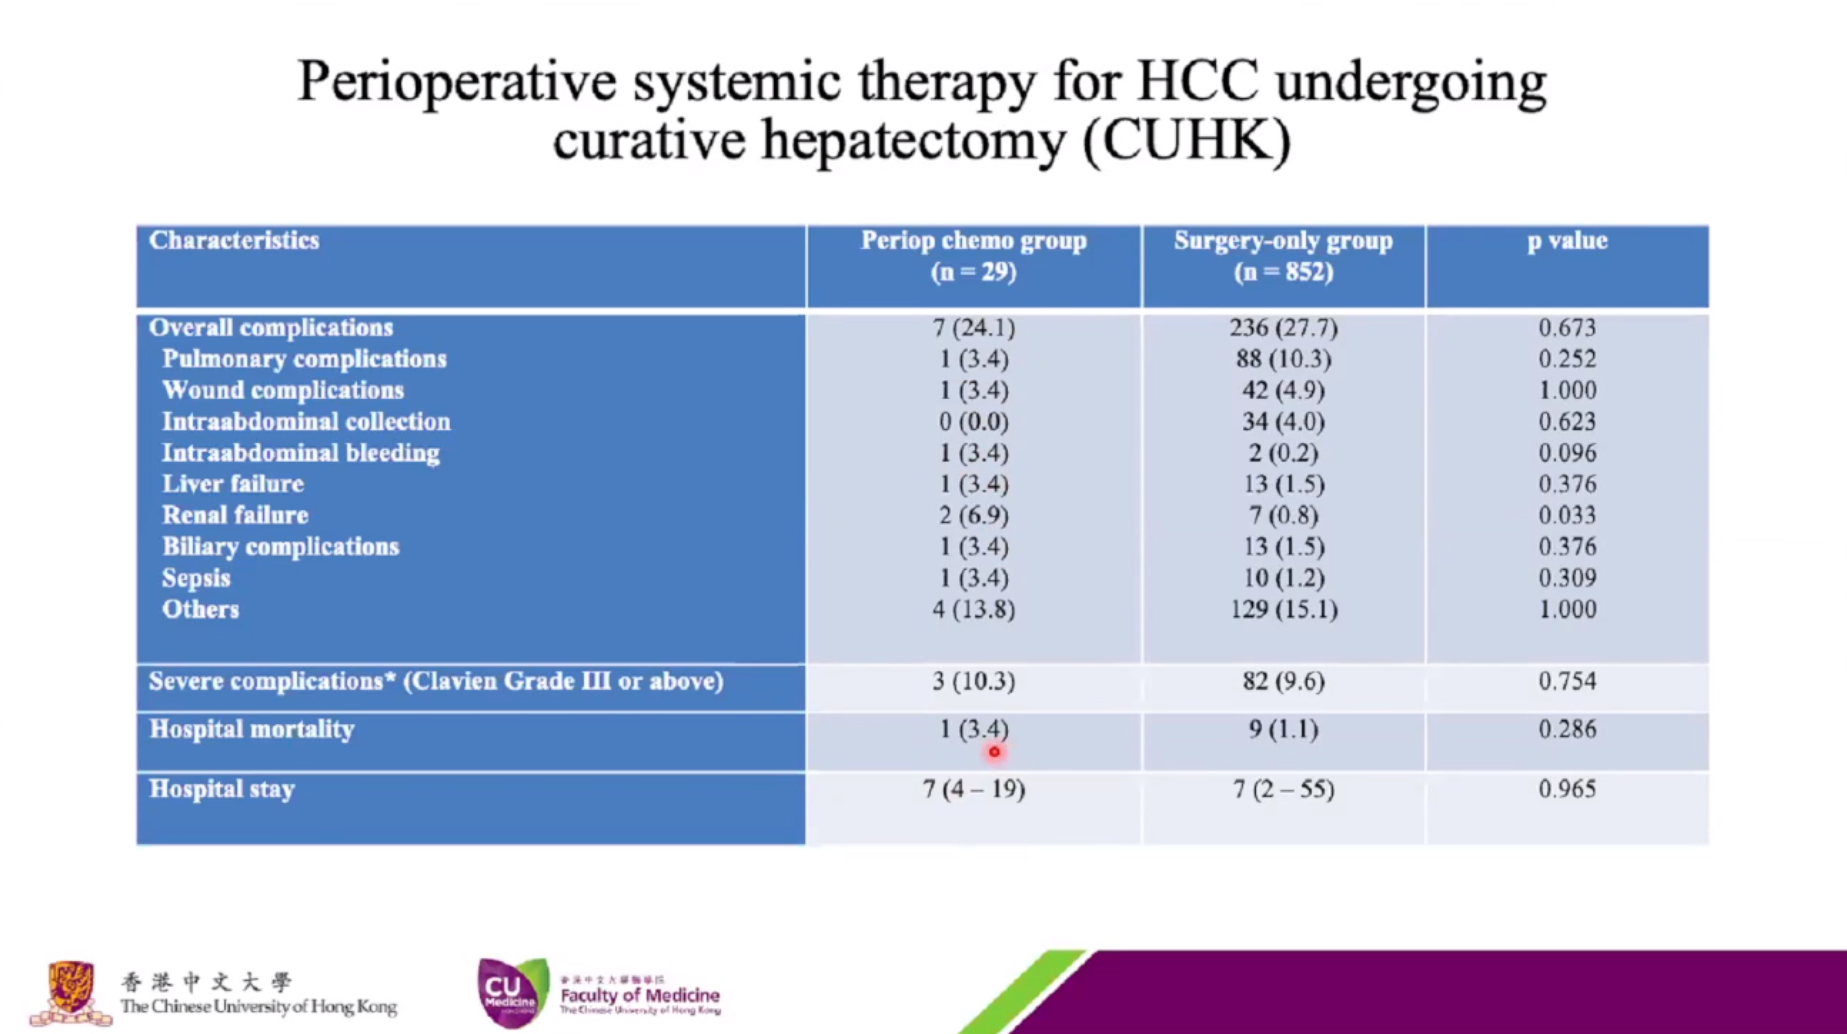 Perioperative systemic therapy for HCC undergoing
curative hepatectomy (CUHK)
Characteristics Periop chemo group (n = 29) Surgery-only group (n = 852) p value
Overall complications 7 (24.1) 236 (27.7) 0.673
Pulmonary complications 1 (3.4) 88 (10.3) 0.252
Wound complications 1 (3.4) 42 (4.9) 1.000
Intraabdominal collection 0 (0.0) 34 (4.0) 0.623
Intraabdominal bleeding 1 (3.4) 2 (0.2) 0.096
Liver failure 1 (3.4) 13 (1.5) 0.376
Renal failure 2 (6.9) 7 (0.8) 0.033
Biliary complications 1 (3.4) 13 (1.5) 0.376
Sepsis 1 (3.4) 10 (1.2) 0.309
Others 4 (13.8) 129 (15.1) 1.000
Severe complications* (Clavien Grade III or above) 3 (10.3) 82 (9.6) 0.754
Hospital mortality 1 (3.4) 9 (1.1) 0.286
Hospital stay 7 (4 – 19) 7 (2 – 55) 0.965
香港中文大學
The Chinese University of Hong Kong
CU
Medicine
香港中文大學醫學院
Faculty of Medicine
The Chinese University of Hong Kong